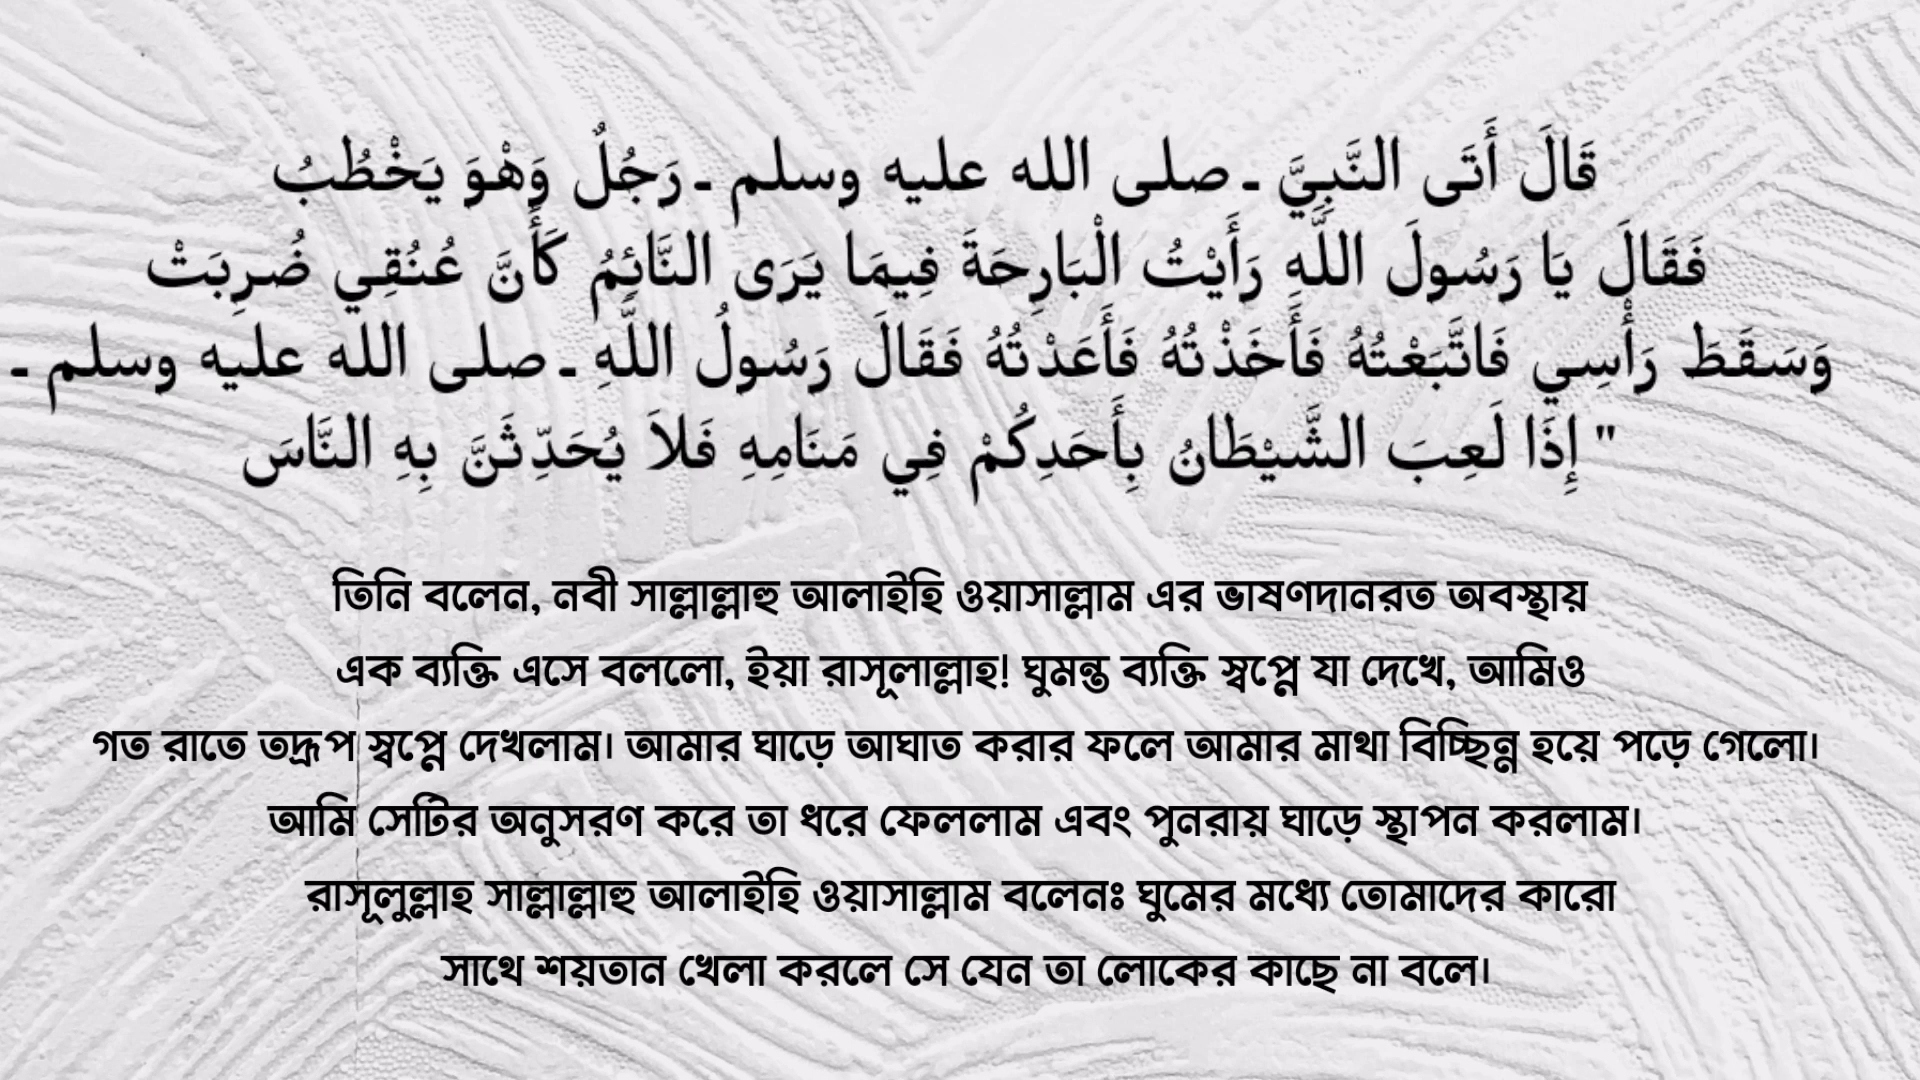 قَالَ أَتَى النَّبِيَّ ـ صلى الله عليه وسلم ـ رَجُلٌ وَهْوَ يَخْطُبُ
فَقَالَ يَا رَسُولَ اللَّهِ رَأَيْتُ الْبَارِحَةَ فِيمَا يَرَى النَّائِمُ كَأَنَّ عُنُقِي ضُرِبَتْ
وَسَقَطَ رَأْسِي فَاتَّبَعْتُهُ فَأَخَذْتُهُ فَأَعَدْتُهُ فَقَالَ رَسُولُ اللَّهِ ـ صلى الله عليه وسلم ـ
" إِذَا لَعِبَ الشَّيْطَانُ بِأَحَدِكُمْ فِي مَنَامِهِ فَلاَ يُحَدِّثَنَّ بِهِ النَّاسَ
তিনি বলেন, নবী সাল্লাল্লাহু আলাইহি ওয়াসাল্লাম এর ভাষণদানরত অবস্থায়
এক ব্যক্তি এসে বললো, ইয়া রাসূলাল্লাহ! ঘুমন্ত ব্যক্তি স্বপ্নে যা দেখে, আমিও
গত রাতে তদ্রূপ স্বপ্নে দেখলাম। আমার ঘাড়ে আঘাত করার ফলে আমার মাথা বিচ্ছিন্ন হয়ে পড়ে গেলো।
আমি সেটির অনুসরণ করে তা ধরে ফেললাম এবং পুনরায় ঘাড়ে স্থাপন করলাম।
রাসূলুল্লাহ সাল্লাল্লাহু আলাইহি ওয়াসাল্লাম বলেনঃ ঘুমের মধ্যে তোমাদের কারো
সাথে শয়তান খেলা করলে সে যেন তা লোকের কাছে না বলে।